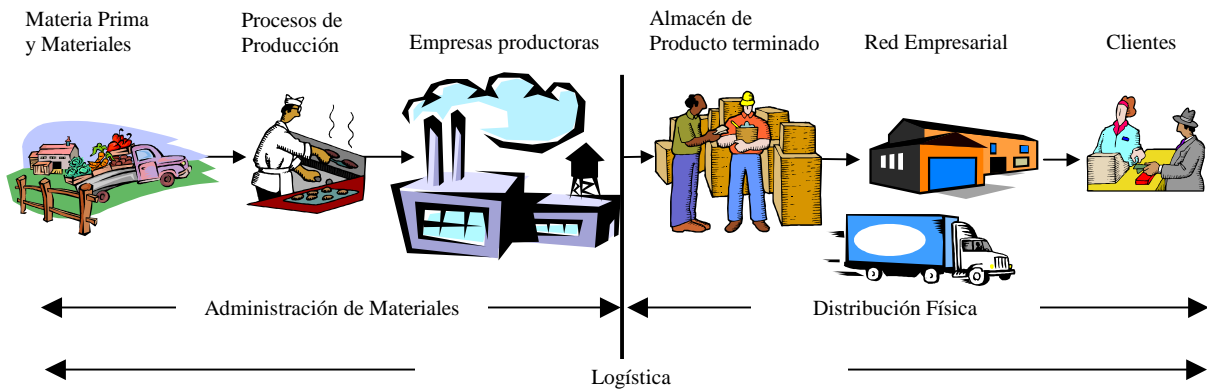 Materia Prima
y Materiales
Procesos de
Producción
Empresas productoras
Almacén de
Producto terminado
Red Empresarial
Clientes
Administración de Materiales
Distribución Física
Logística